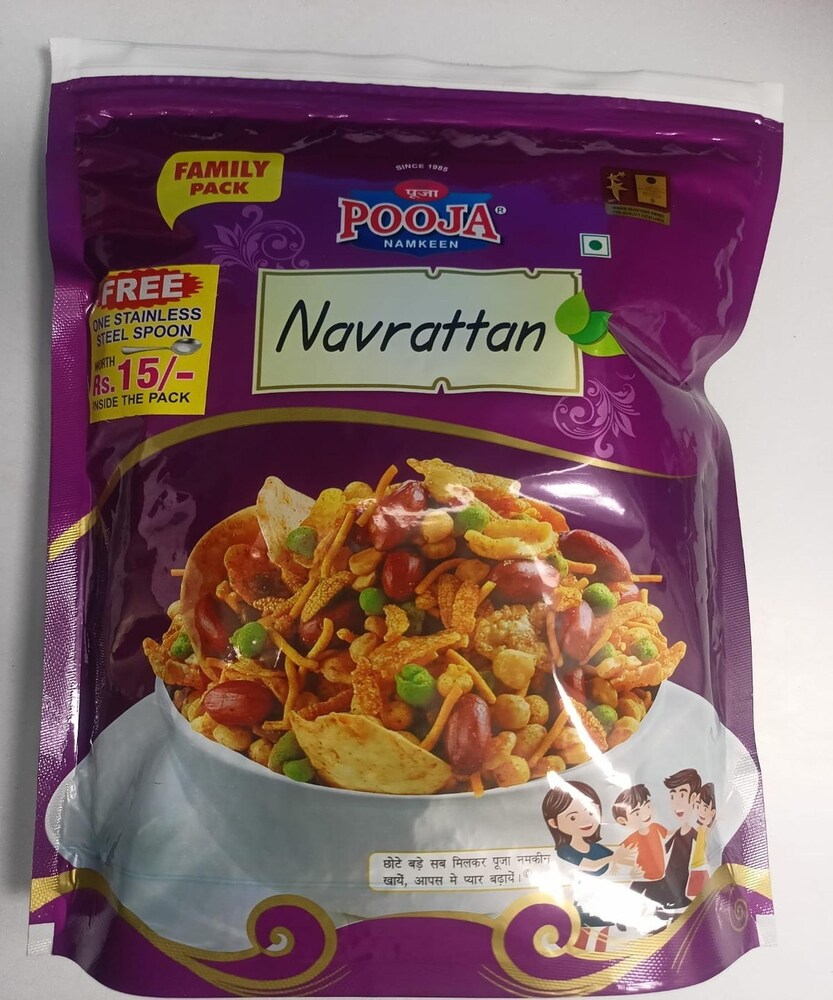 FAMILY
PACK
SINCE 1988
पूजा
POOJA®
NAMKEEN
FREE
ONE STAINLESS
STEEL SPOON
WORTH
Rs.15/-
INSIDE THE PACK
Navrattan
छोटे बड़े सब मिलकर पूजा नमकीन
खायें, आपस मे प्यार बढ़ायें।